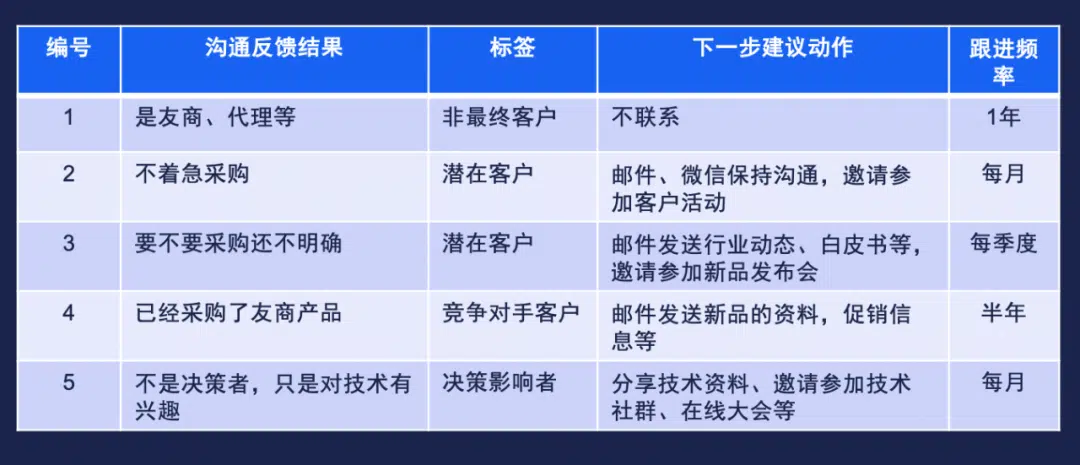 编号 沟通反馈结果 标签 下一步建议动作 跟进频
率
1 是友商、代理等 非最终客户 不联系 1年
2 不着急采购 潜在客户 邮件、微信保持沟通，邀请参 每月
加客户活动
3 要不要采购还不明确 潜在客户 邮件发送行业动态、白皮书等， 每季度
邀请参加新品发布会
4 已经采购了友商产品 竞争对手客户 邮件发送新品的资料，促销信 半年
息等
5 不是决策者，只是对技术有 决策影响者 分享技术资料、邀请参加技术 每月
兴趣 社群、在线大会等